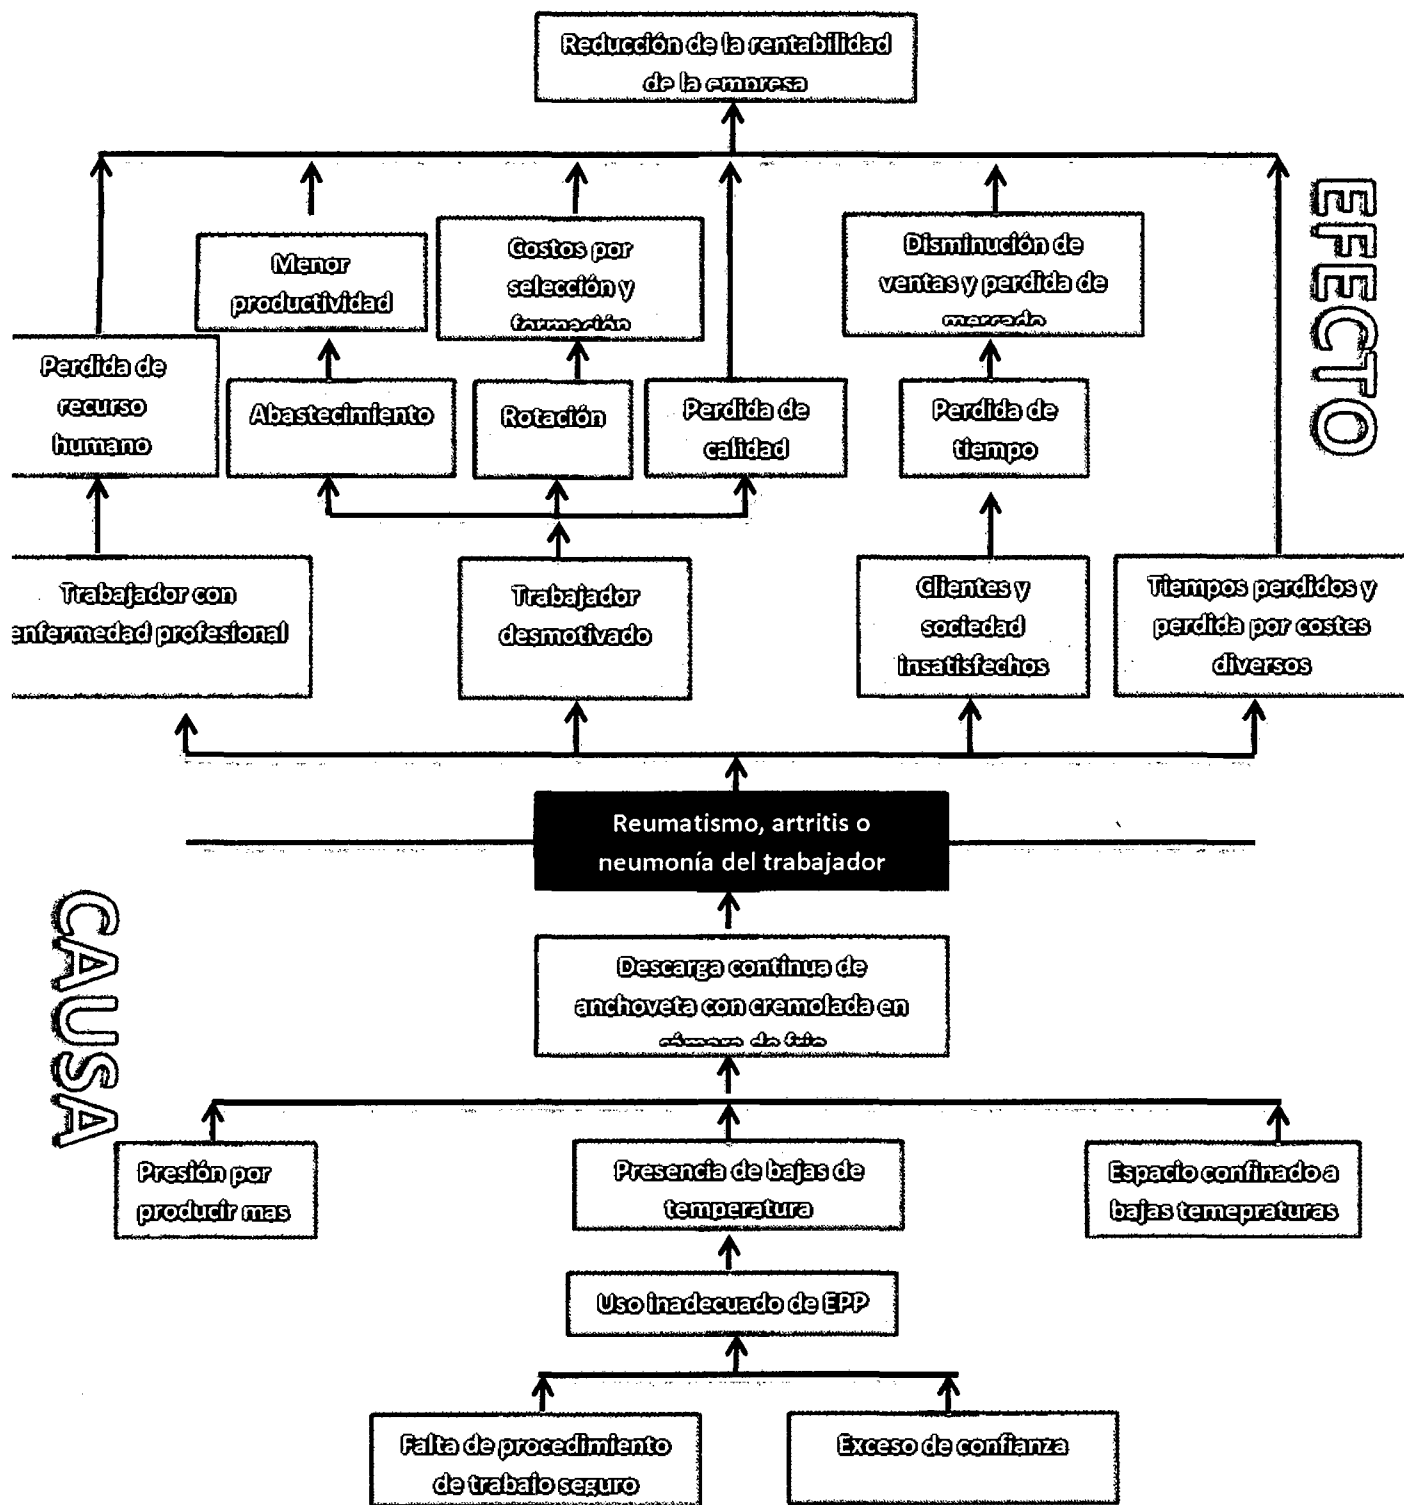 Reducción de la rentabilidad
de la empresa
EFECTO
Menor
productividad
Costos por
selección y
formación
Disminución de
ventas y perdida de
mercado
Perdida de
recurso
humano
Abastecimiento
Rotación
Perdida de
calidad
Perdida de
tiempo
Trabajador con
enfermedad profesional
Trabajador
desmotivado
Clientes y
sociedad
insatisfechos
Tiempos perdidos y
perdida por costes
diversos
Reumatismo, artritis o
neumonía del trabajador
CAUSA
Descarga continua de
anchoveta con cremolada en
de frio
Presión por
producir mas
Presencia de bajas de
temperatura
Espacio confinado a
bajas temepraturas
Uso inadecuado de EPP
Falta de procedimiento
de trabajo seguro
Exceso de confianza